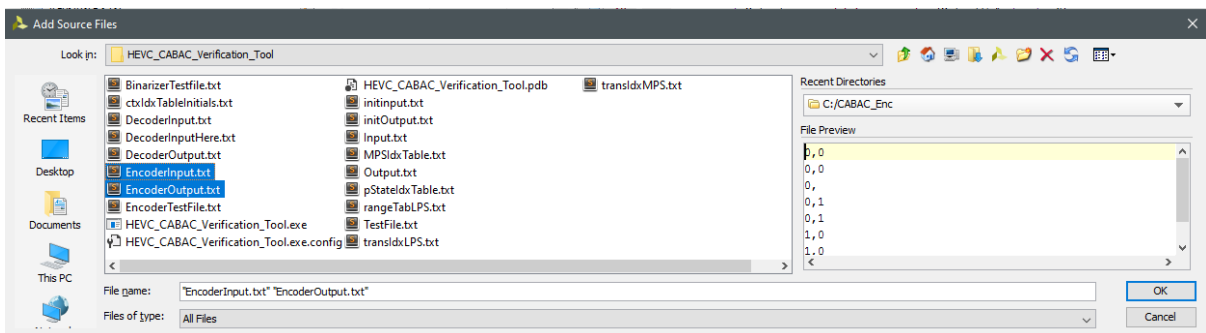 Add Source Files
Look in: HEVC_CABAC_Verification_Tool
Recent Items
Desktop
Documents
This PC
BinarizerTestfile.txt
ctxIdxTableInitials.txt
DecoderInput.txt
DecoderInputHere.txt
DecoderOutput.txt
EncoderInput.txt
EncoderOutput.txt
EncoderTestFile.txt
HEVC_CABAC_Verification_Tool.exe
HEVC_CABAC_Verification_Tool.exe.config
HEVC_CABAC_Verification_Tool.pdb
initinput.txt
initOutput.txt
Input.txt
MPSIdxTable.txt
Output.txt
pStateIdxTable.txt
rangeTabLPS.txt
TestFile.txt
transIdxLPS.txt
transIdxMPS.txt
Recent Directories
C:/CABAC_Enc
File Preview
0,0
0,0
0,
0,1
0,1
1,0
1,0
File name: "EncoderInput.txt" "EncoderOutput.txt"
Files of type: All Files
OK
Cancel